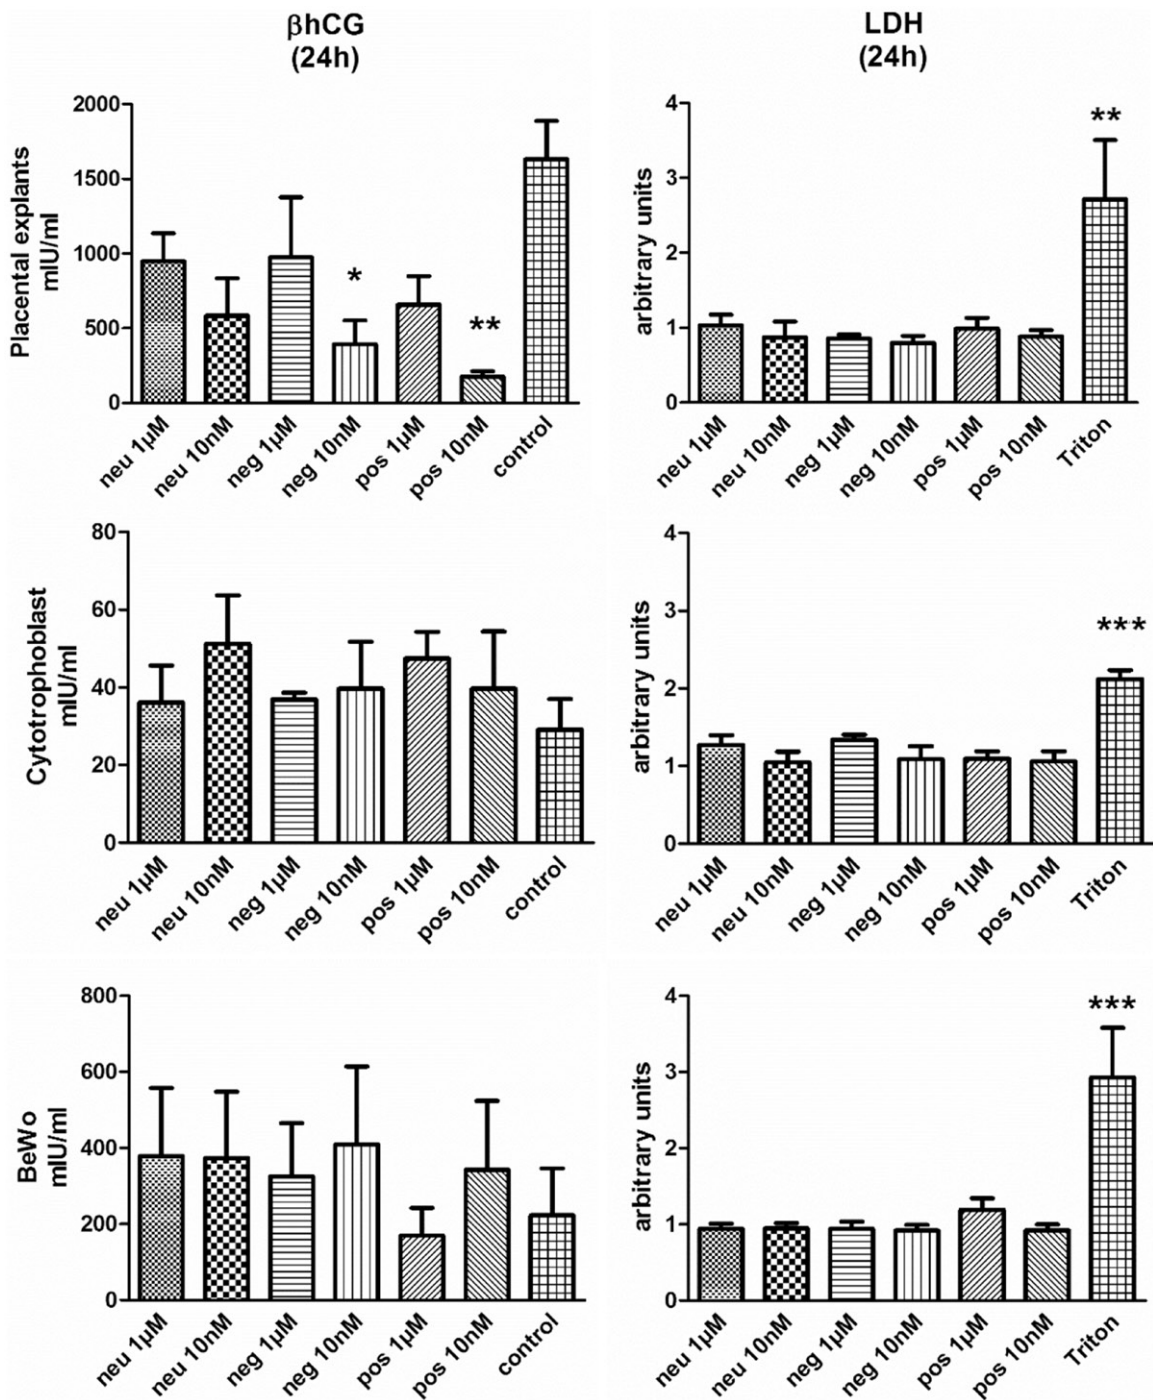 βhCG
(24h)
LDH
(24h)
Placental explants
mIU/ml
2000
1500
1000
500
0
*
**
neu 1µM
neu 10nM
neg 1µM
neg 10nM
pos 1µM
pos 10nM
control
arbitrary units
4
3
2
1
0
**
neu 1µM
neu 10nM
neg 1µM
neg 10nM
pos 1µM
pos 10nM
Triton
Cytotrophoblast
mIU/ml
80
60
40
20
0
neu 1µM
neu 10nM
neg 1µM
neg 10nM
pos 1µM
pos 10nM
control
arbitrary units
4
3
2
1
0
***
neu 1µM
neu 10nM
neg 1µM
neg 10nM
pos 1µM
pos 10nM
Triton
BeWo
mIU/ml
800
600
400
200
0
neu 1µM
neu 10nM
neg 1µM
neg 10nM
pos 1µM
pos 10nM
control
arbitrary units
4
3
2
1
0
***
neu 1µM
neu 10nM
neg 1µM
neg 10nM
pos 1µM
pos 10nM
Triton